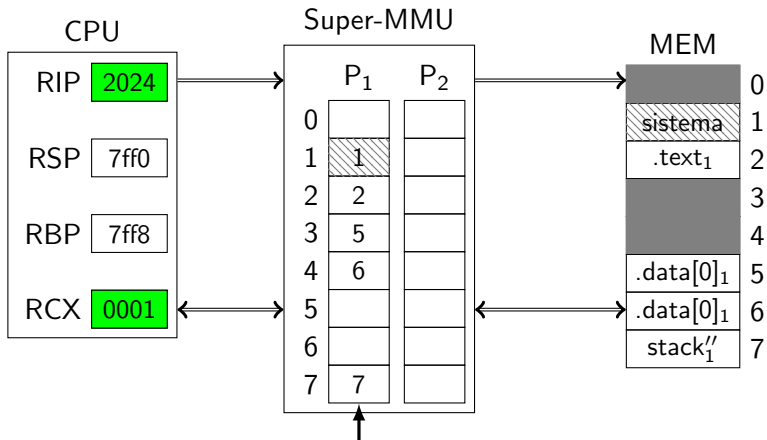 Super-MMU
CPU
MEM
P₁ P₂
RIP 2024
RSP 7ff0
RBP 7ff8
RCX 0001
0
1 1
2 2
3 5
4 6
5
6
7 7
0
sistema 1
.text₁ 2
3
4
.data[0]₁ 5
.data[0]₁ 6
stack″₁ 7